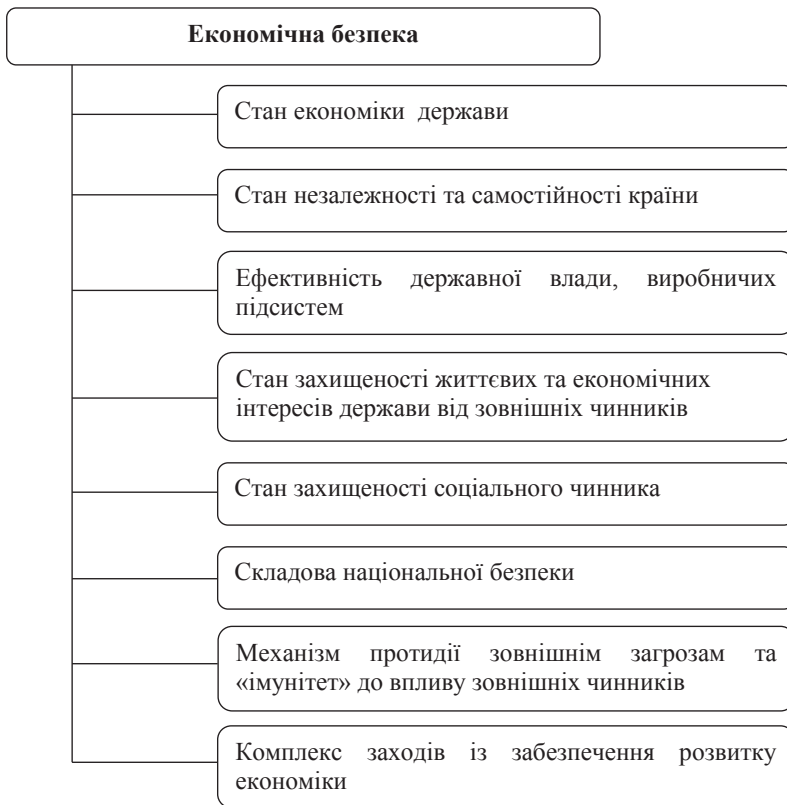 Економічна безпека
Стан економіки держави
Стан незалежності та самостійності країни
Ефективність державної влади, виробничих
підсистем
Стан захищеності життєвих та економічних
інтересів держави від зовнішніх чинників
Стан захищеності соціального чинника
Складова національної безпеки
Механізм протидії зовнішнім загрозам та
«імунітет» до впливу зовнішніх чинників
Комплекс заходів із забезпечення розвитку
економіки